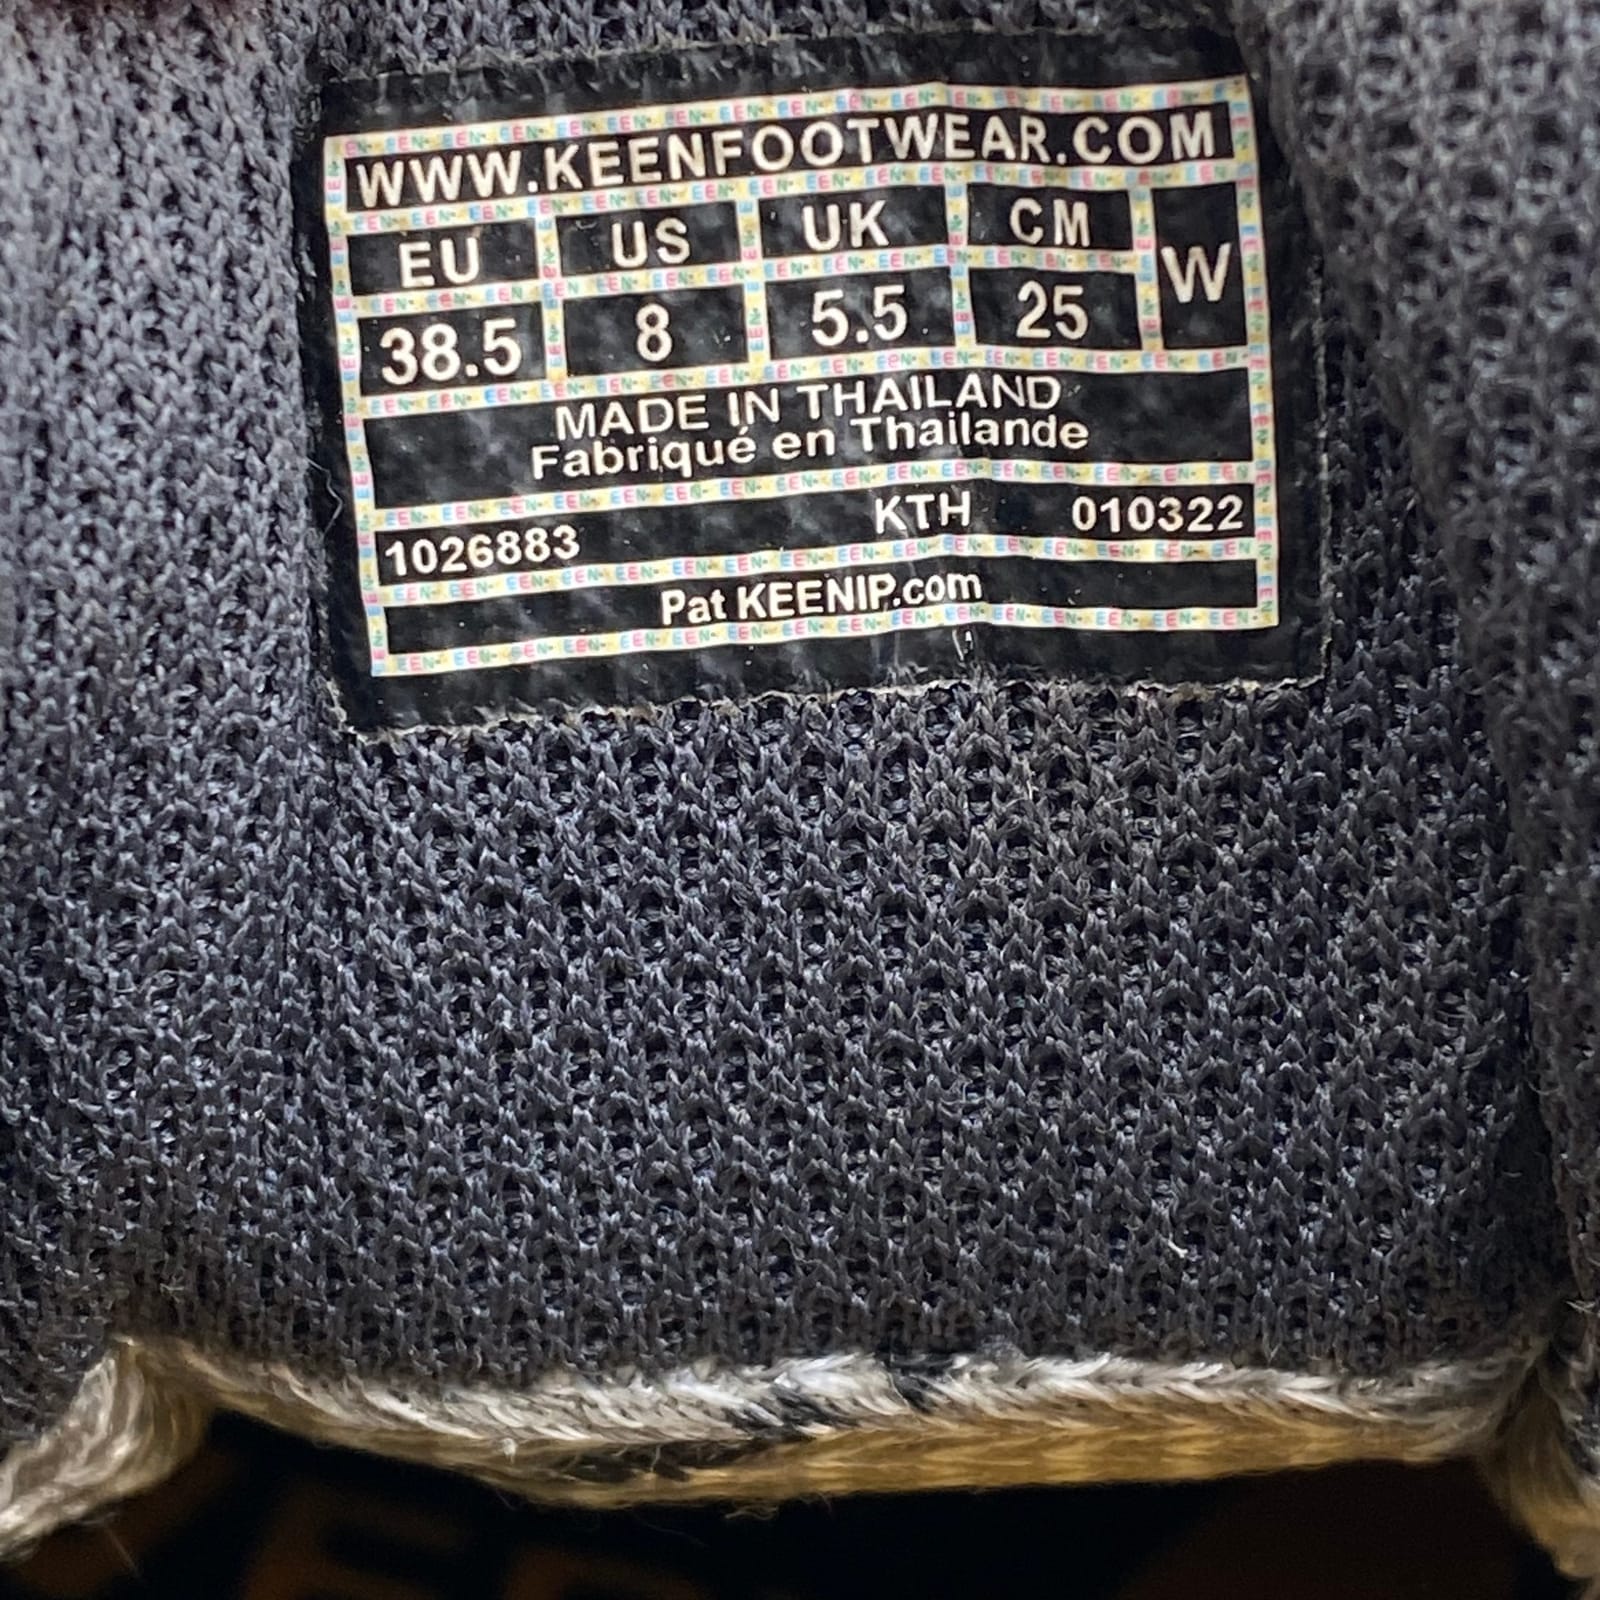 WWW.KEENFOOTWEAR.COM
EU US UK CM W
38.5 8 5.5 25
MADE IN THAILAND
Fabriqué en Thaïlande
1026883 KTH 010322
Pat KEENIP.com